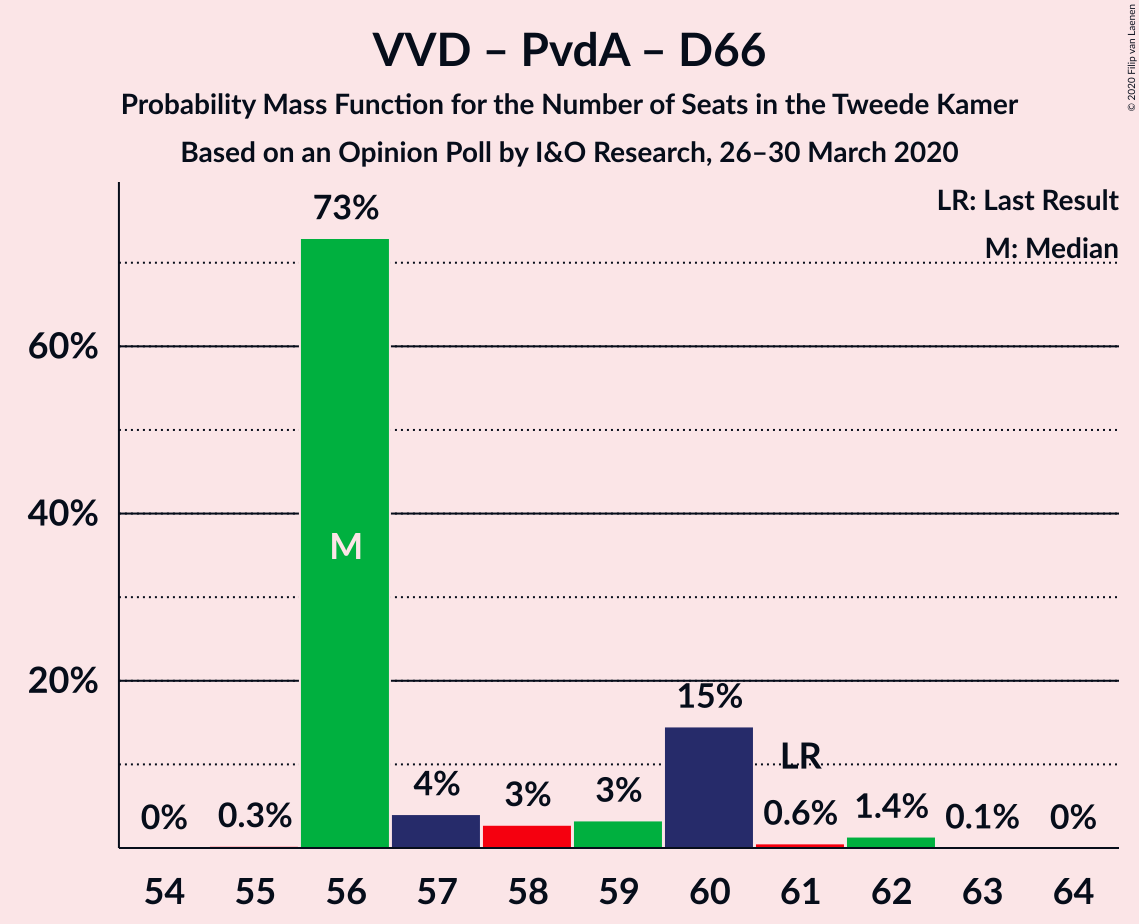 VVD – PvdA – D66
Probability Mass Function for the Number of Seats in the Tweede Kamer
Based on an Opinion Poll by I&O Research, 26–30 March 2020
© 2020 Filip van Laenen
LR: Last Result
M: Median
73%
60%
40%
M
20%
15%
LR
4%
3%
3%
0%
0.3%
0.6%
1.4%
0.1%
0%
54 55 56 57 58 59 60 61 62 63 64